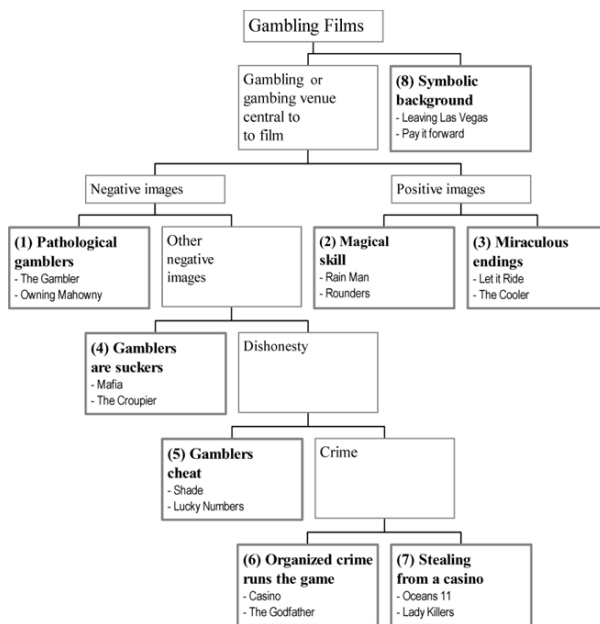 Gambling Films
Gambling or
gambing venue
central to
to film
(8) Symbolic
background
- Leaving Las Vegas
- Pay it forward
Negative images
Positive images
(1) Pathological
gamblers
- The Gambler
- Owning Mahowny
Other
negative
images
(2) Magical
skill
- Rain Man
- Rounders
(3) Miraculous
endings
- Let it Ride
- The Cooler
(4) Gamblers
are suckers
- Mafia
- The Croupier
Dishonesty
(5) Gamblers
cheat
- Shade
- Lucky Numbers
Crime
(6) Organized crime
runs the game
- Casino
- The Godfather
(7) Stealing
from a casino
- Oceans 11
- Lady Killers